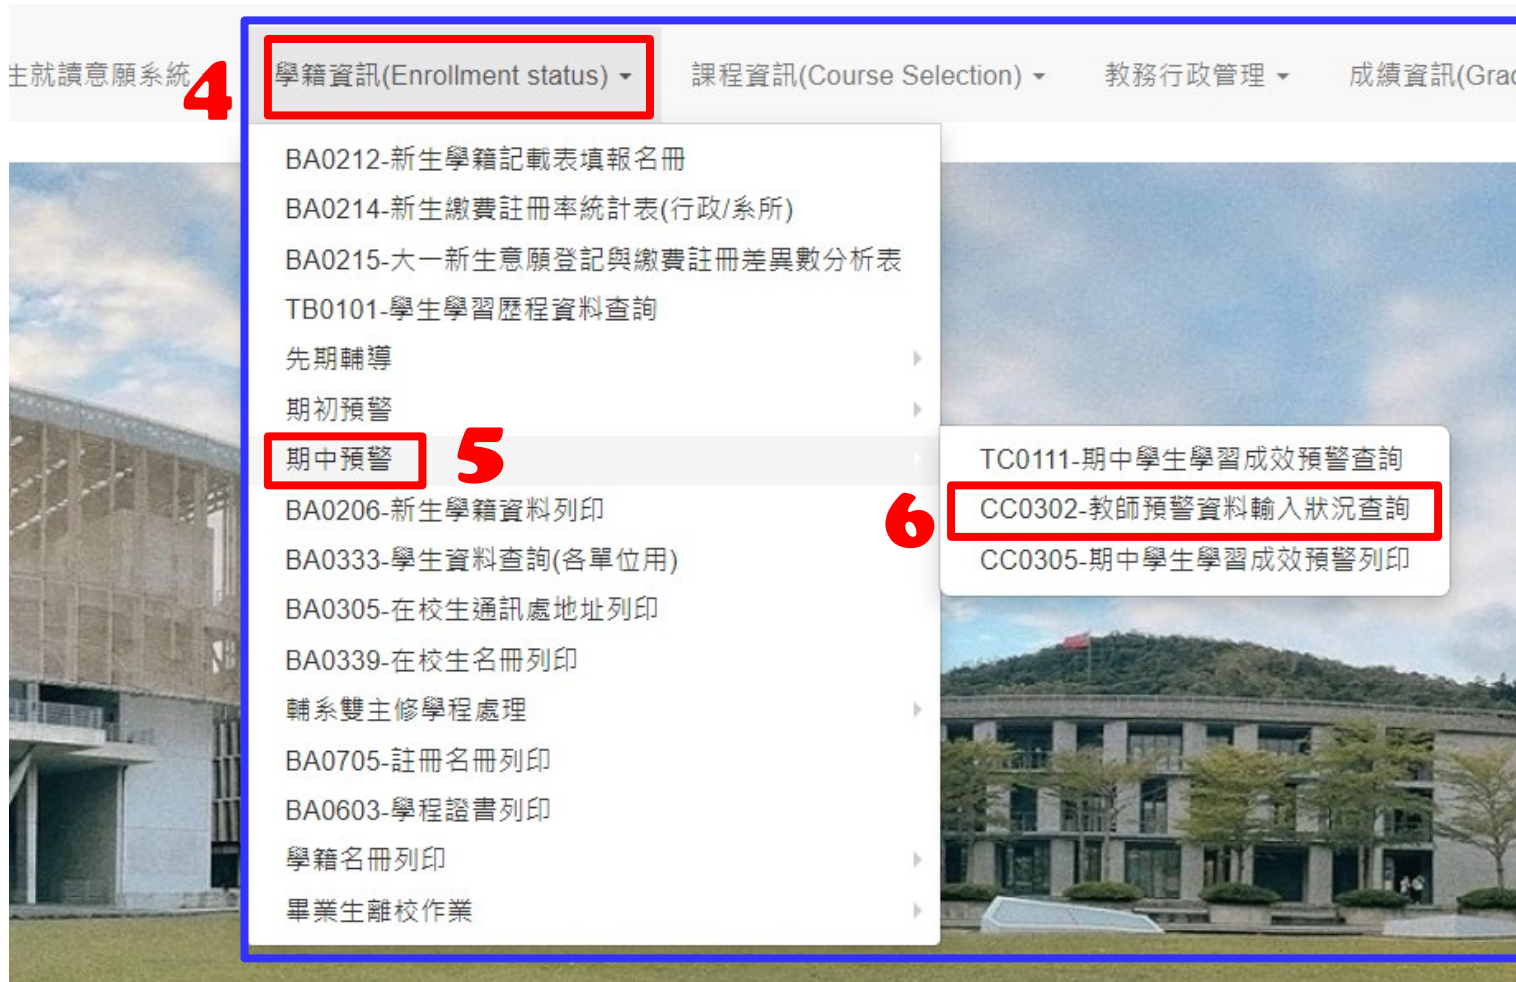 生就讀意願系統 4 學籍資訊(Enrollment status) 課程資訊(Course Selection) 教務行政管理 成績資訊(Grad
BA0212-新生學籍記載表填報名冊
BA0214-新生繳費註冊率統計表(行政/系所)
BA0215-大一新生意願登記與繳費註冊差異數分析表
TB0101-學生學習歷程資料查詢
先期輔導
期初預警
期中預警 5
TC0111-期中學生學習成效預警查詢
6 CC0302-教師預警資料輸入狀況查詢
CC0305-期中學生學習成效預警列印
BA0206-新生學籍資料列印
BA0333-學生資料查詢(各單位用)
BA0305-在校生通訊處地址列印
BA0339-在校生名冊列印
輔系雙主修學程處理
BA0705-註冊名冊列印
BA0603-學程證書列印
學籍名冊列印
畢業生離校作業